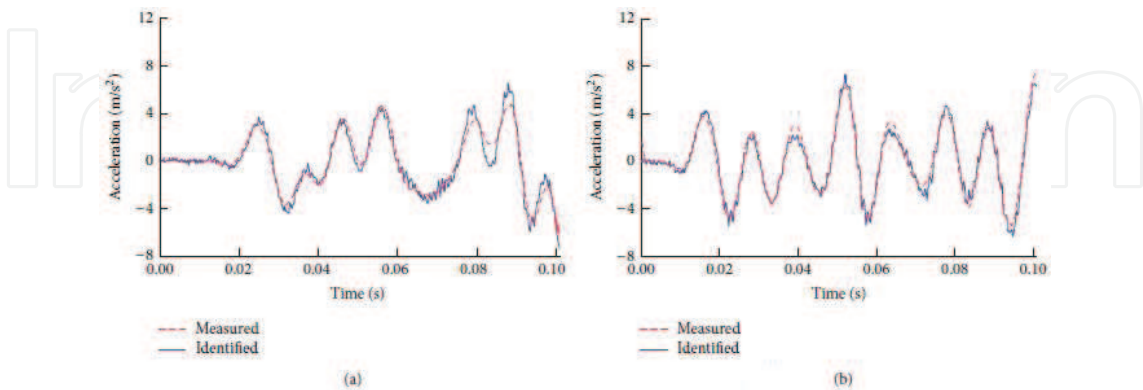 12
8
4
0
−4
−8
Acceleration (m/s²)
0.00
0.02
0.04
0.06
0.08
0.10
Time (s)
Measured
Identified
(a)
12
8
4
0
−4
−8
Acceleration (m/s²)
0.00
0.02
0.04
0.06
0.08
0.10
Time (s)
Measured
Identified
(b)